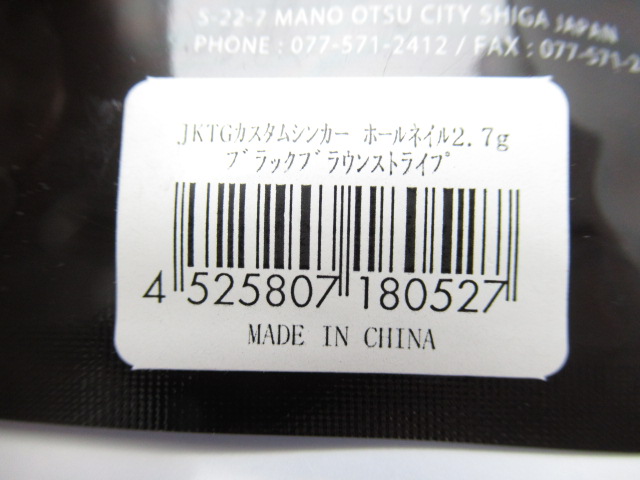 5-22-7 MANO OTSU CITY SHIGA JAPAN
PHONE : 077-571-2412 / FAX : 077-571-2
JKTGカスタムシンカー ホールネイル2.7g
ブラックブラウンストライプ
4 525807 180527
MADE IN CHINA